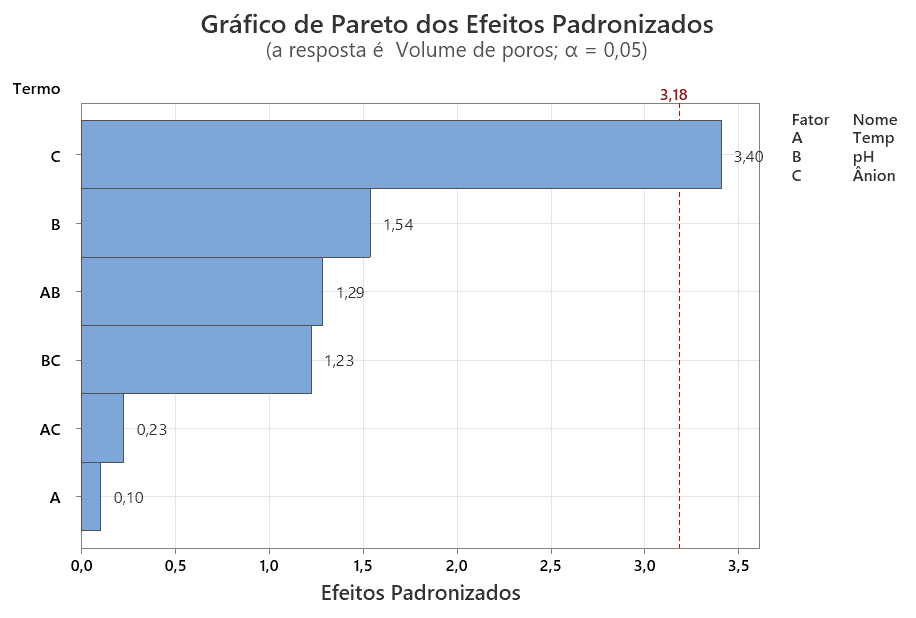 Gráfico de Pareto dos Efeitos Padronizados
(a resposta é Volume de poros; α = 0,05)
Termo
3,18
Fator Nome
A Temp
B pH
C Ânion
C 3,40
B 1,54
AB 1,29
BC 1,23
AC 0,23
A 0,10
0,0 0,5 1,0 1,5 2,0 2,5 3,0 3,5
Efeitos Padronizados